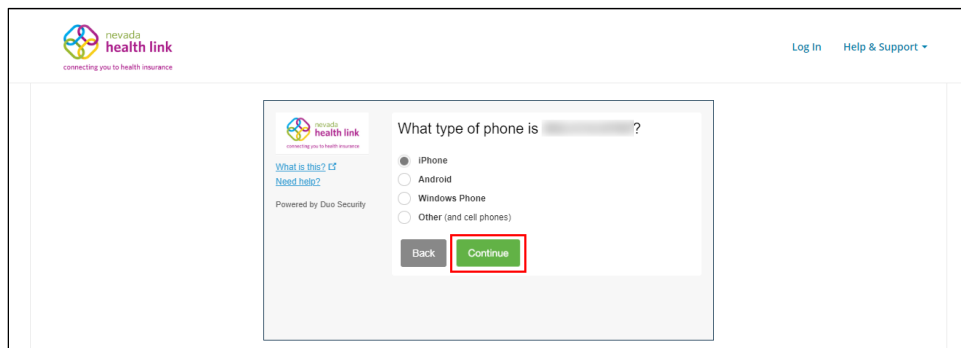 nevada
health link
connecting you to health insurance
Log In
Help & Support
nevada
health link
connecting you to health insurance
What is this?
Need help?
Powered by Duo Security
What type of phone is ?
iPhone
Android
Windows Phone
Other (and cell phones)
Back
Continue